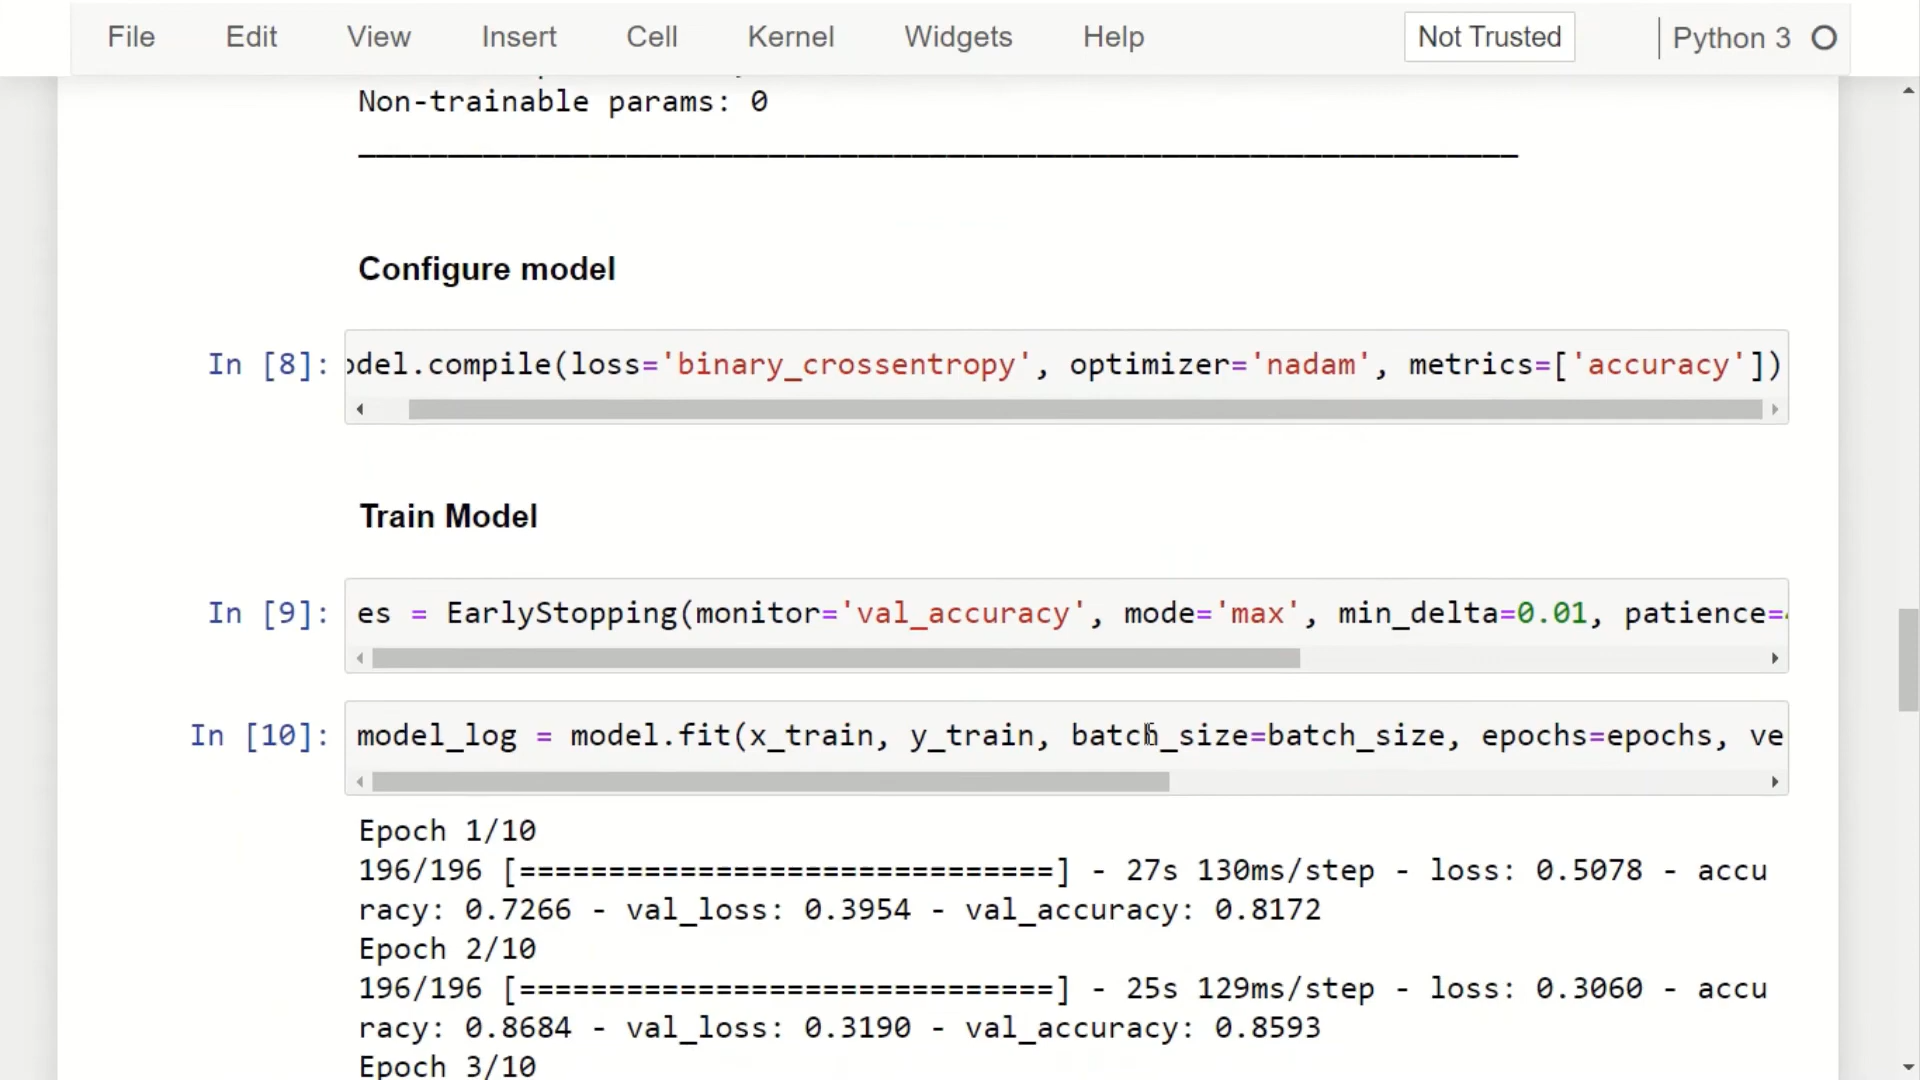 File Edit View Insert Cell Kernel Widgets Help Not Trusted Python 3
Non-trainable params: 0
Configure model
In [8]: odel.compile(loss='binary_crossentropy', optimizer='nadam', metrics=['accuracy'])
Train Model
In [9]: es = EarlyStopping(monitor='val_accuracy', mode='max', min_delta=0.01, patience=
In [10]: model_log = model.fit(x_train, y_train, batch_size=batch_size, epochs=epochs, ve
Epoch 1/10
196/196 [==============================] - 27s 130ms/step - loss: 0.5078 - accu
racy: 0.7266 - val_loss: 0.3954 - val_accuracy: 0.8172
Epoch 2/10
196/196 [==============================] - 25s 129ms/step - loss: 0.3060 - accu
racy: 0.8684 - val_loss: 0.3190 - val_accuracy: 0.8593
Epoch 3/10